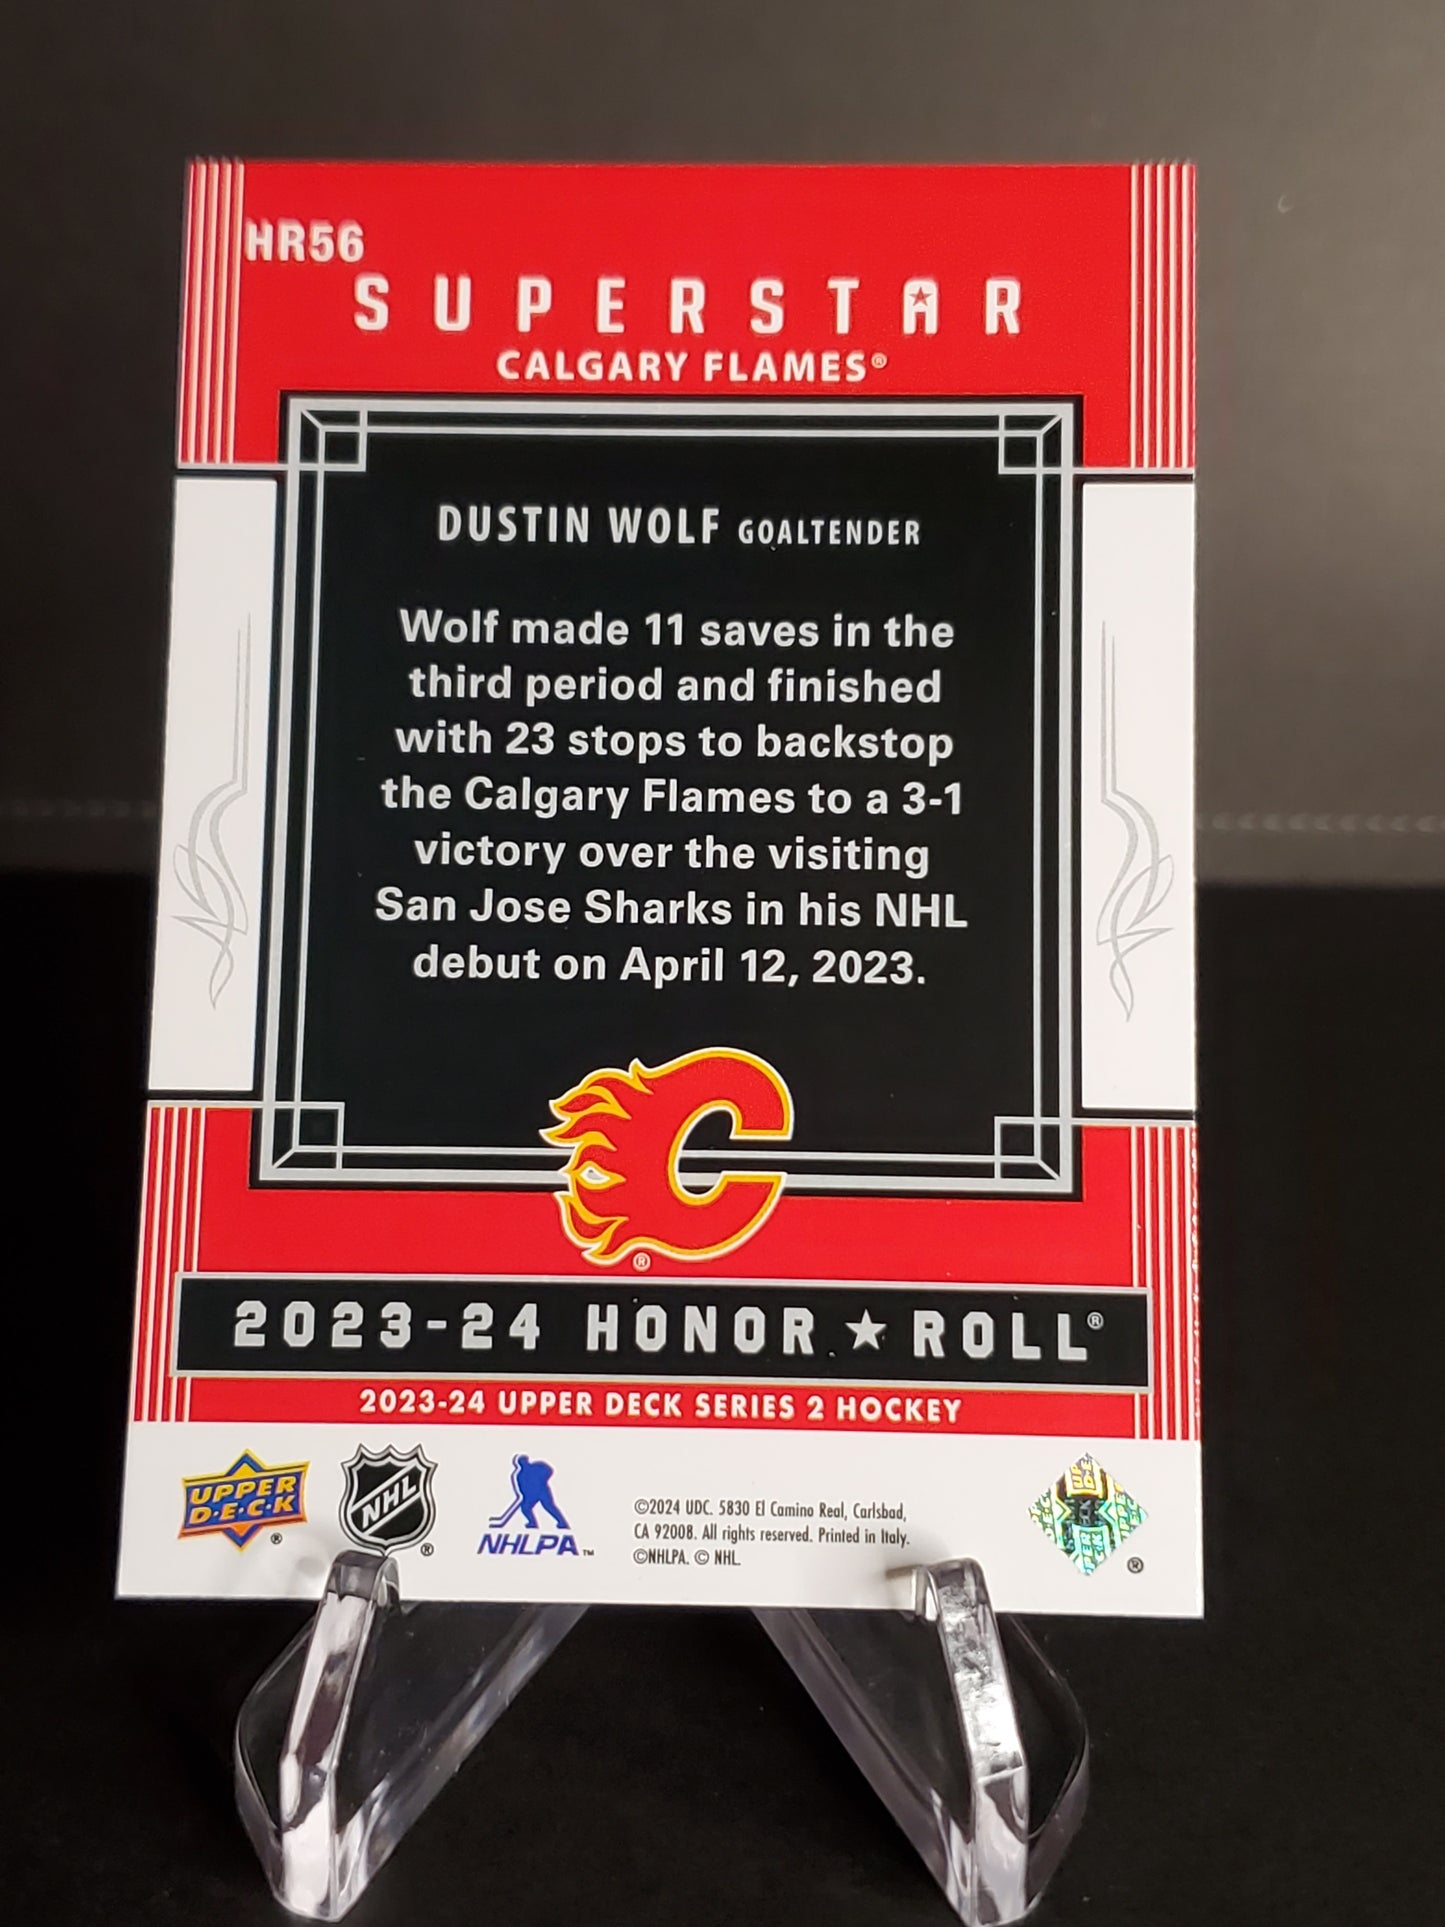 HR56
SUPERSTAR
CALGARY FLAMES®
DUSTIN WOLF GOALTENDER
Wolf made 11 saves in the
third period and finished
with 23 stops to backstop
the Calgary Flames to a 3-1
victory over the visiting
San Jose Sharks in his NHL
debut on April 12, 2023.
®
2023-24 HONOR ★ ROLL®
2023-24 UPPER DECK SERIES 2 HOCKEY
UPPER
D·E·C·K ®
NHL ®
NHLPA™
©2024 UDC. 5830 El Camino Real, Carlsbad,
CA 92008. All rights reserved. Printed in Italy.
©NHLPA. © NHL.
®